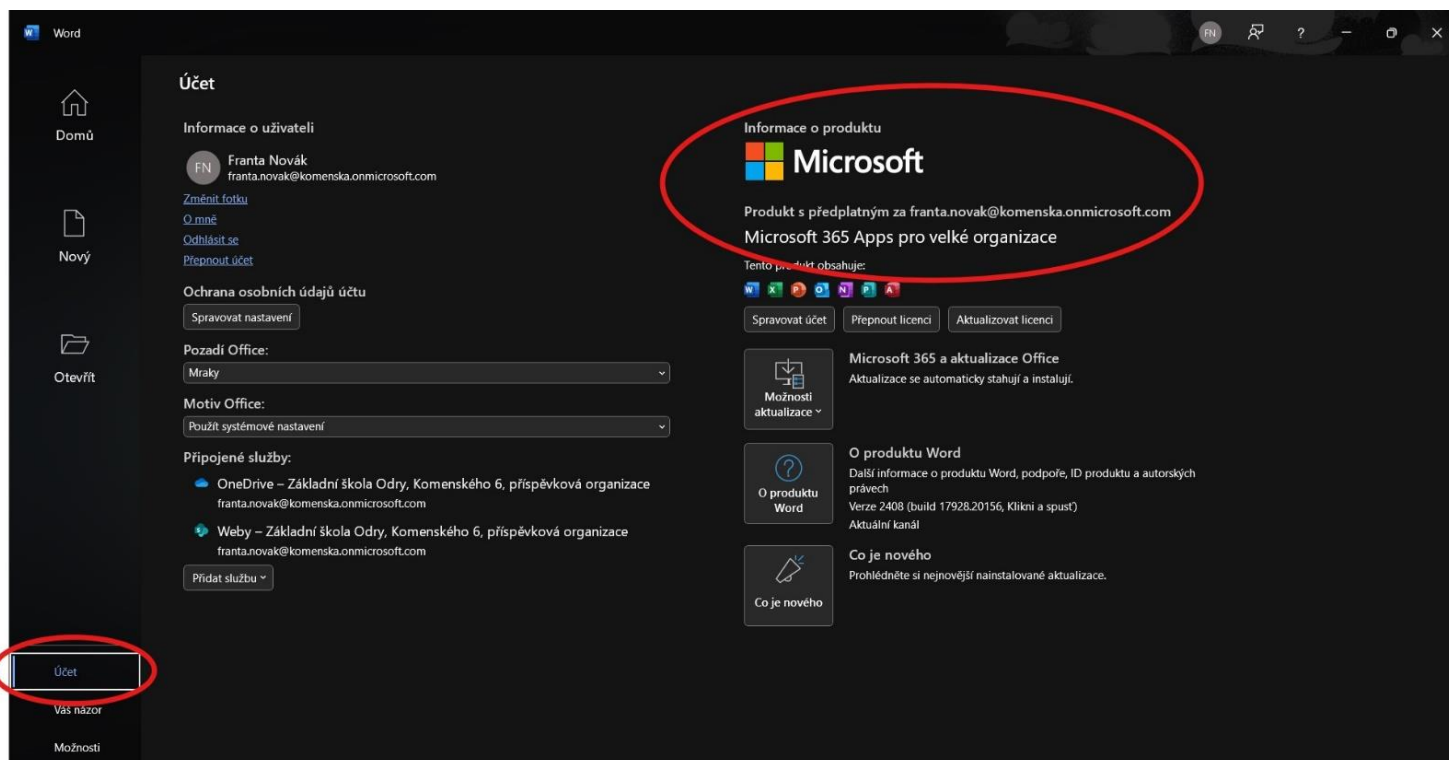 Word
FN
?
Domů
Nový
Otevřít
Účet
Váš názor
Možnosti
Účet
Informace o uživateli
FN
Franta Novák
franta.novak@komenska.onmicrosoft.com
Změnit fotku
O mně
Odhlásit se
Přepnout účet
Ochrana osobních údajů účtu
Spravovat nastavení
Pozadí Office:
Mraky
Motiv Office:
Použít systémové nastavení
Připojené služby:
OneDrive – Základní škola Odry, Komenského 6, příspěvková organizace
franta.novak@komenska.onmicrosoft.com
Weby – Základní škola Odry, Komenského 6, příspěvková organizace
franta.novak@komenska.onmicrosoft.com
Přidat službu
Informace o produktu
Microsoft
Produkt s předplatným za franta.novak@komenska.onmicrosoft.com
Microsoft 365 Apps pro velké organizace
Tento produkt obsahuje:
Spravovat účet
Přepnout licenci
Aktualizovat licenci
Možnosti
aktualizace
Microsoft 365 a aktualizace Office
Aktualizace se automaticky stahují a instalují.
O produktu
Word
O produktu Word
Další informace o produktu Word, podpoře, ID produktu a autorských
právech
Verze 2408 (build 17928.20156, Klikni a spusť)
Aktuální kanál
Co je nového
Co je nového
Prohlédněte si nejnovější nainstalované aktualizace.